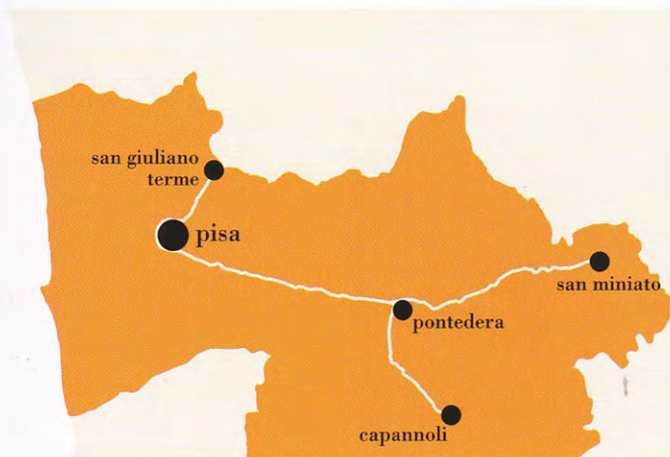 san giuliano
terme
pisa
san miniato
pontedera
capannoli